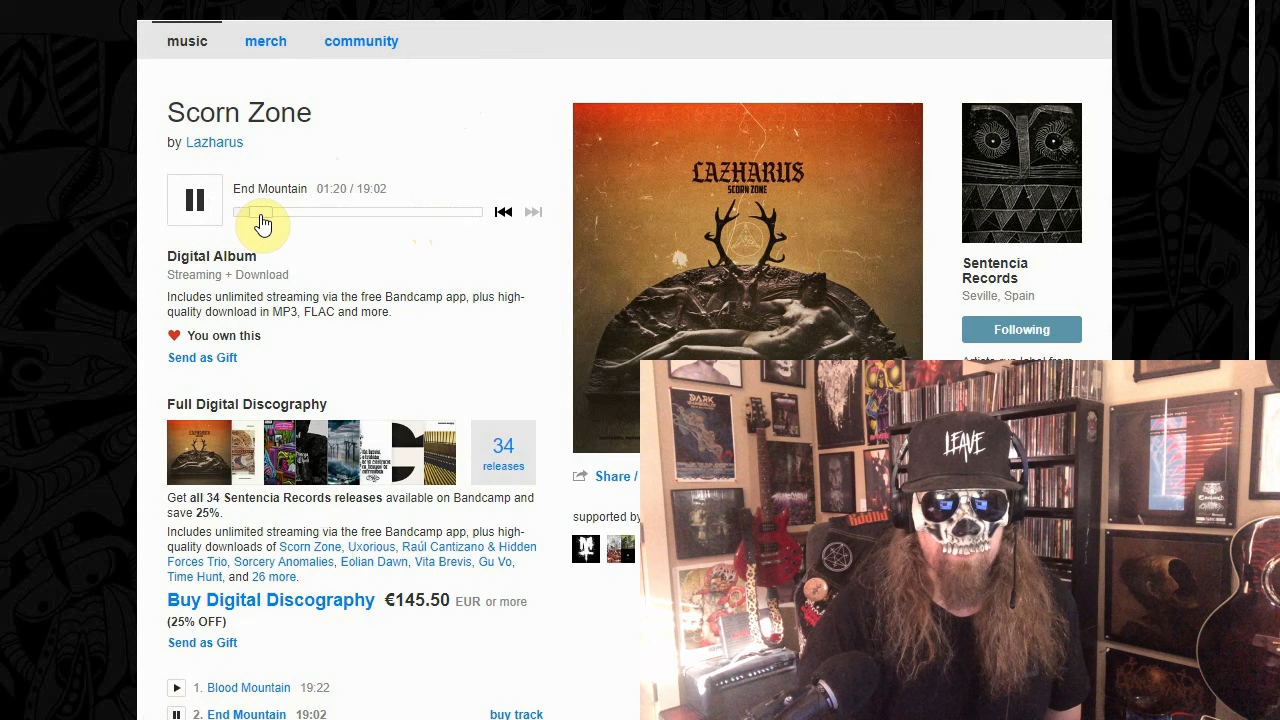 music
merch
community
Scorn Zone
by Lazharus
End Mountain 01:20 / 19:02
Digital Album
Streaming + Download
Includes unlimited streaming via the free Bandcamp app, plus high-
quality download in MP3, FLAC and more.
You own this
Send as Gift
Full Digital Discography
LAZHARUS
34
releases
Get all 34 Sentencia Records releases available on Bandcamp and
save 25%.
Includes unlimited streaming via the free Bandcamp app, plus high-
quality downloads of Scorn Zone, Uxorious, Raúl Cantizano & Hidden
Forces Trio, Sorcery Anomalies, Eolian Dawn, Vita Brevis, Gu Vo,
Time Hunt, and 26 more.
Buy Digital Discography €145.50 EUR or more
(25% OFF)
Send as Gift
1. Blood Mountain 19:22
2. End Mountain 19:02 buy track
LAZHARUS
SCORN ZONE
Share /
supported by
Sentencia
Records
Seville, Spain
Following
Artists run label from
DARK
LEAVE